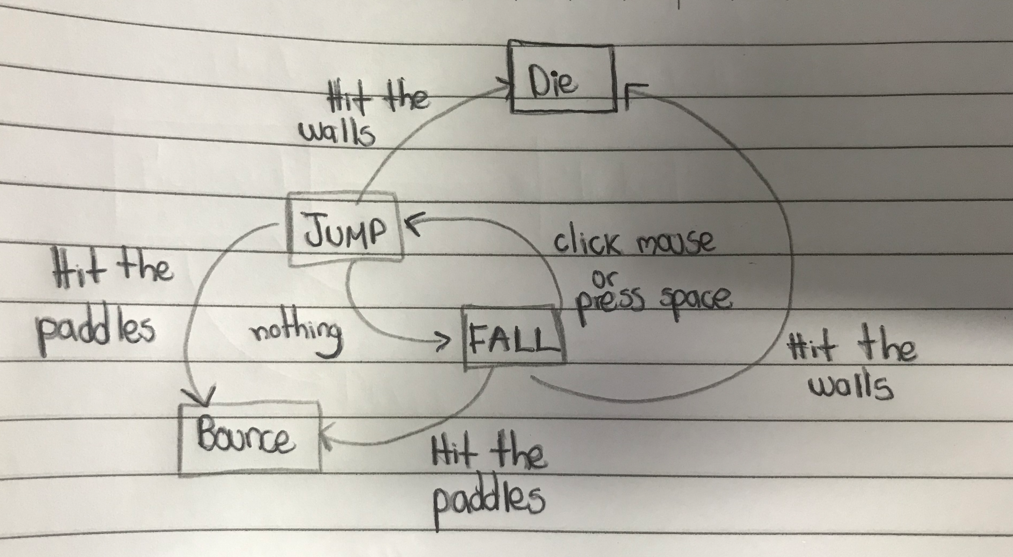 Die
Hit the
walls
JUMP
click mouse
or
press space
Hit the
paddles
nothing
FALL
Hit the
walls
Bounce
Hit the
paddles